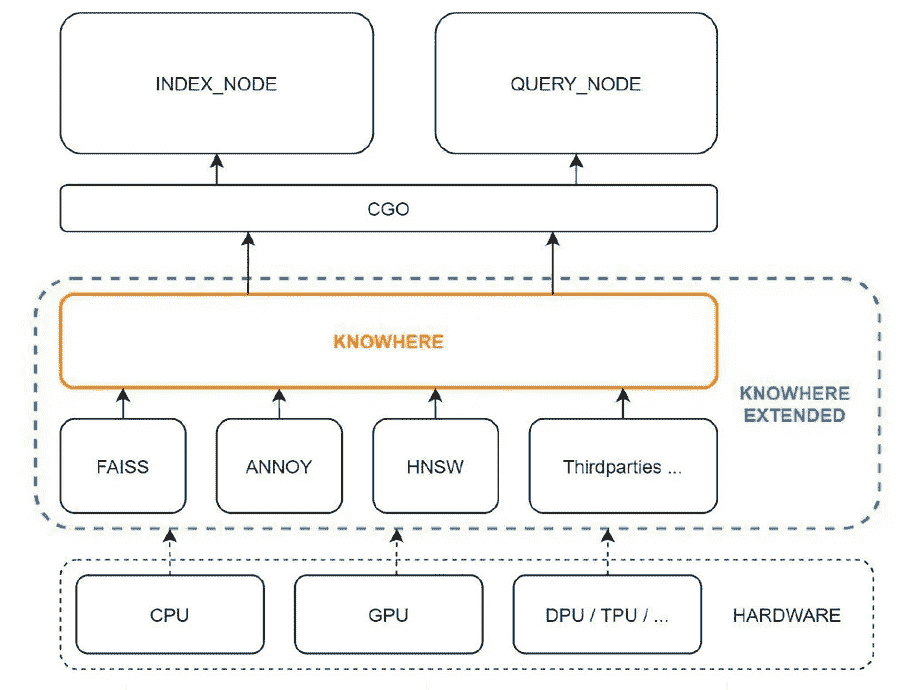 INDEX_NODE
QUERY_NODE
CGO
KNOWHERE
KNOWHERE
EXTENDED
FAISS
ANNOY
HNSW
Thirdparties ...
CPU
GPU
DPU / TPU / ...
HARDWARE